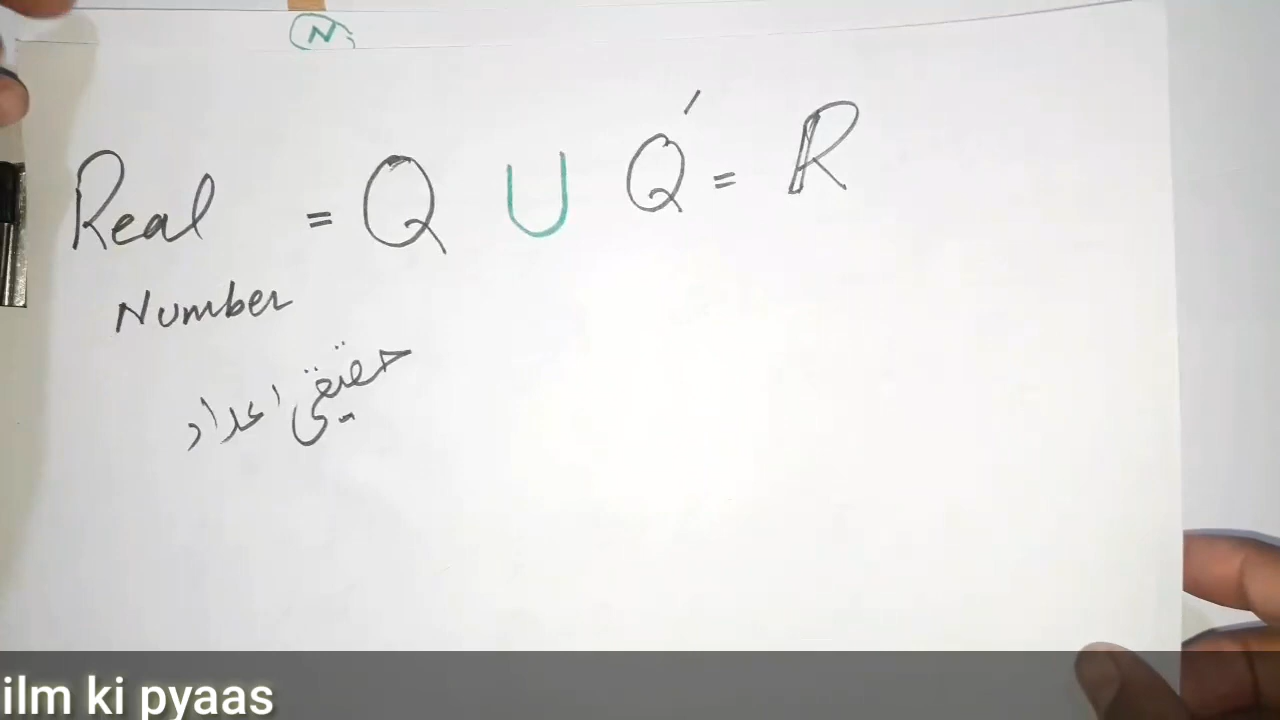 N
Real = Q U Q′ = R
Number
حقیقی اعداد
ilm ki pyaas